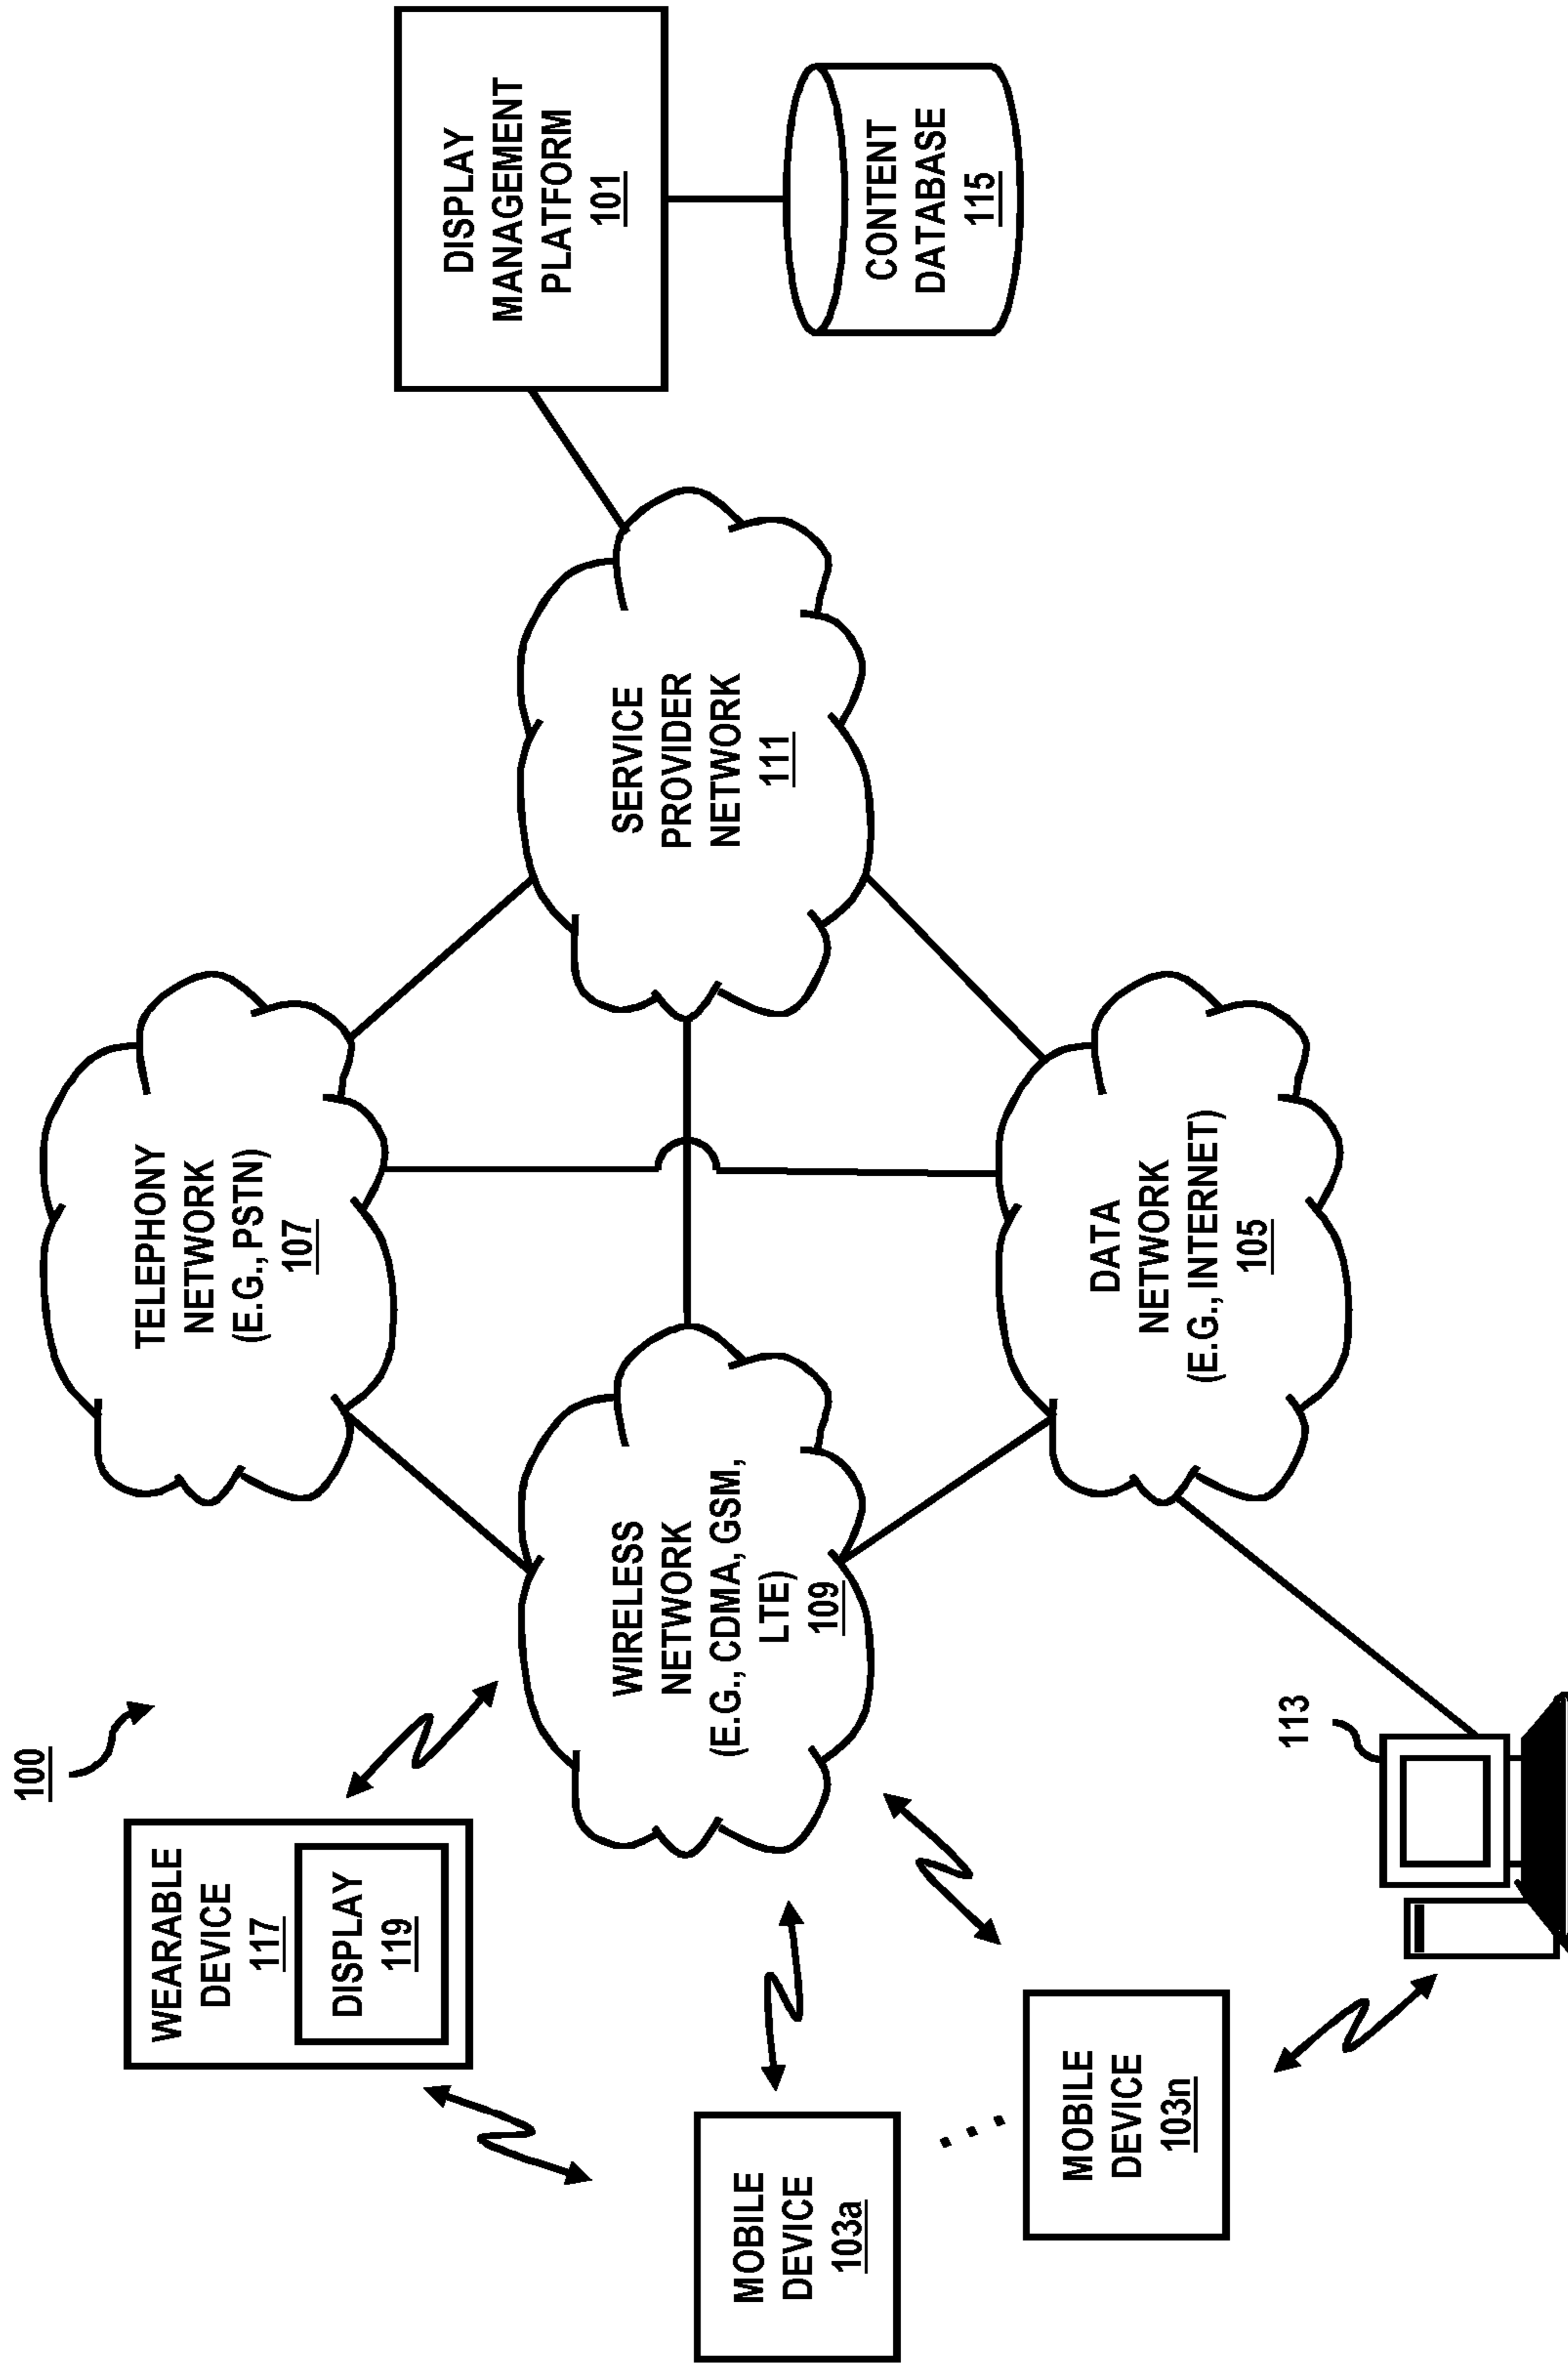 100
WEARABLE
DEVICE
117
DISPLAY
119
TELEPHONY
NETWORK
(E.G., PSTN)
107
DISPLAY
MANAGEMENT
PLATFORM
101
WIRELESS
NETWORK
(E.G., CDMA, GSM,
LTE)
109
SERVICE
PROVIDER
NETWORK
111
CONTENT
DATABASE
115
MOBILE
DEVICE
103a
MOBILE
DEVICE
103n
DATA
NETWORK
(E.G., INTERNET)
105
113